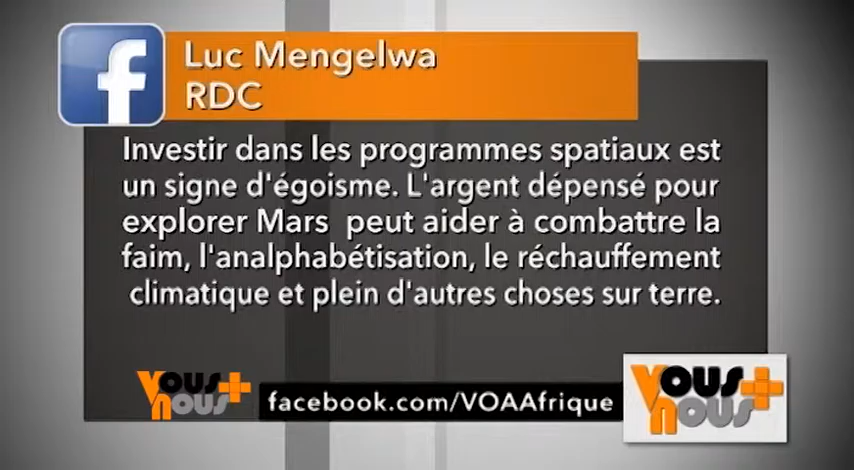 f
Luc Mengelwa
RDC
Investir dans les programmes spatiaux est
un signe d'égoisme. L'argent dépensé pour
explorer Mars peut aider à combattre la
faim, l'analphabétisation, le réchauffement
climatique et plein d'autres choses sur terre.
vous+
nous
facebook.com/VOAAfrique
vous+
nous